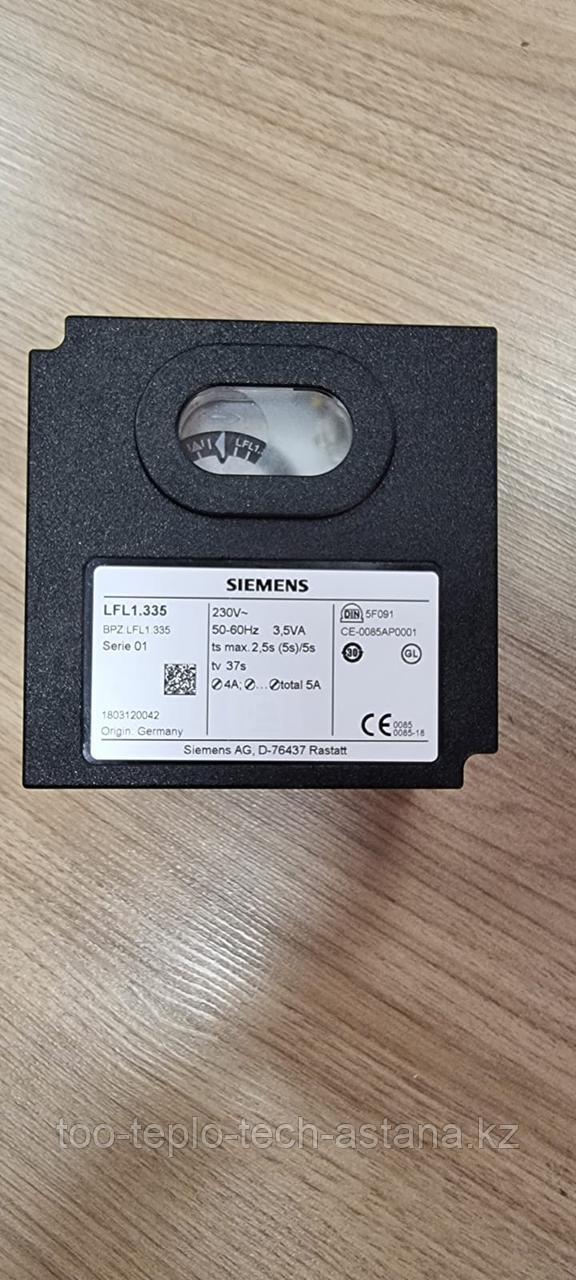 LFL1.
SIEMENS
LFL1.335
BPZ:LFL1.335
Serie 01
1803120042
Origin: Germany
230V~
50-60Hz 3,5VA
ts max. 2,5s (5s)/5s
tv 37s
⊘ 4A; ⊘...⊘total 5A
DIN 5F091
CE-0085AP0001
30
GL
CE 0085
0085-18
Siemens AG, D-76437 Rastatt
too-teplo-tech-astana.kz